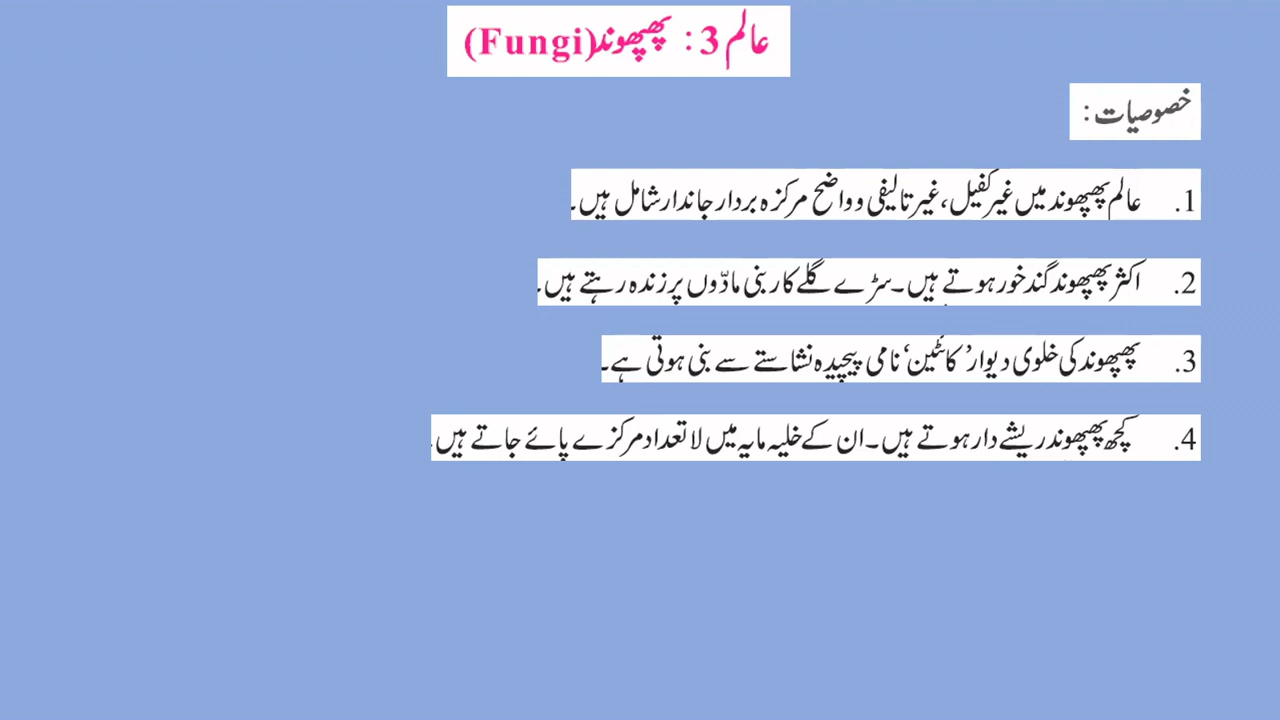 عالم 3 : پھپھوند (Fungi)
خصوصیات :
1. عالم پھپھوند میں غیر کفیل، غیر تالیفی و واضح مرکزہ بردار جاندار شامل ہیں۔
2. اکثر پھپھوند گند خور ہوتے ہیں۔ سڑے گلے کاربنی مادّوں پر زندہ رہتے ہیں۔
3. پھپھوند کی خلوی دیوار ’کائٹین‘ نامی پیچیدہ نشاستے سے بنی ہوتی ہے۔
4. کچھ پھپھوند ریشے دار ہوتے ہیں۔ ان کے خلیہ مایہ میں لاتعداد مرکزے پائے جاتے ہیں۔